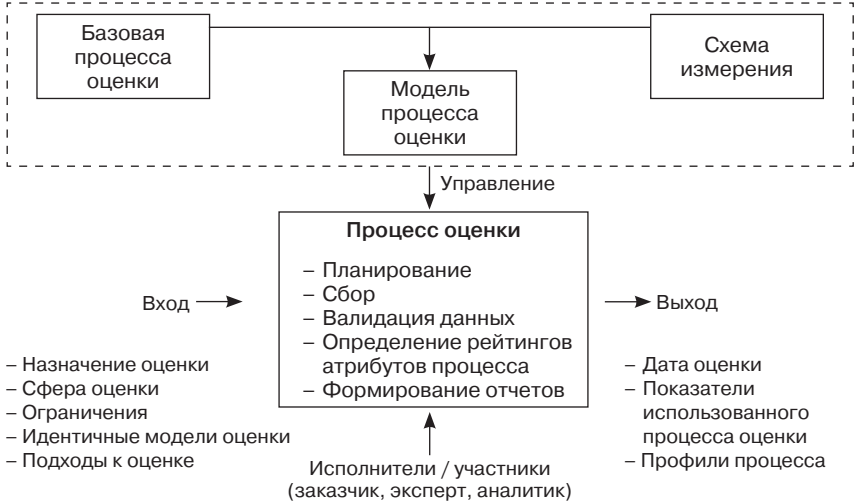 Базовая
процесса
оценки
Схема
измерения
Модель
процесса
оценки
Управление
Процесс оценки
– Планирование
– Сбор
– Валидация данных
– Определение рейтингов
атрибутов процесса
– Формирование отчетов
Вход
– Назначение оценки
– Сфера оценки
– Ограничения
– Идентичные модели оценки
– Подходы к оценке
Выход
– Дата оценки
– Показатели
использованного
процесса оценки
– Профили процесса
Исполнители / участники
(заказчик, эксперт, аналитик)